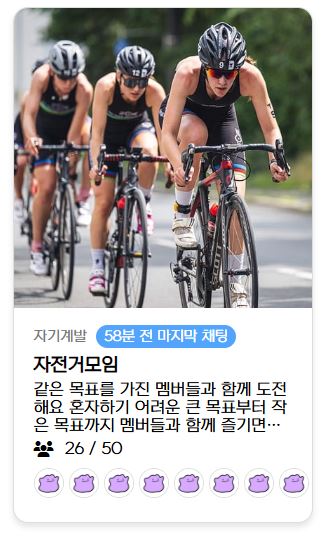 12
9
자기계발 58분 전 마지막 채팅
자전거모임
같은 목표를 가진 멤버들과 함께 도전
해요 혼자하기 어려운 큰 목표부터 작
은 목표까지 멤버들과 함께 즐기면…
26 / 50